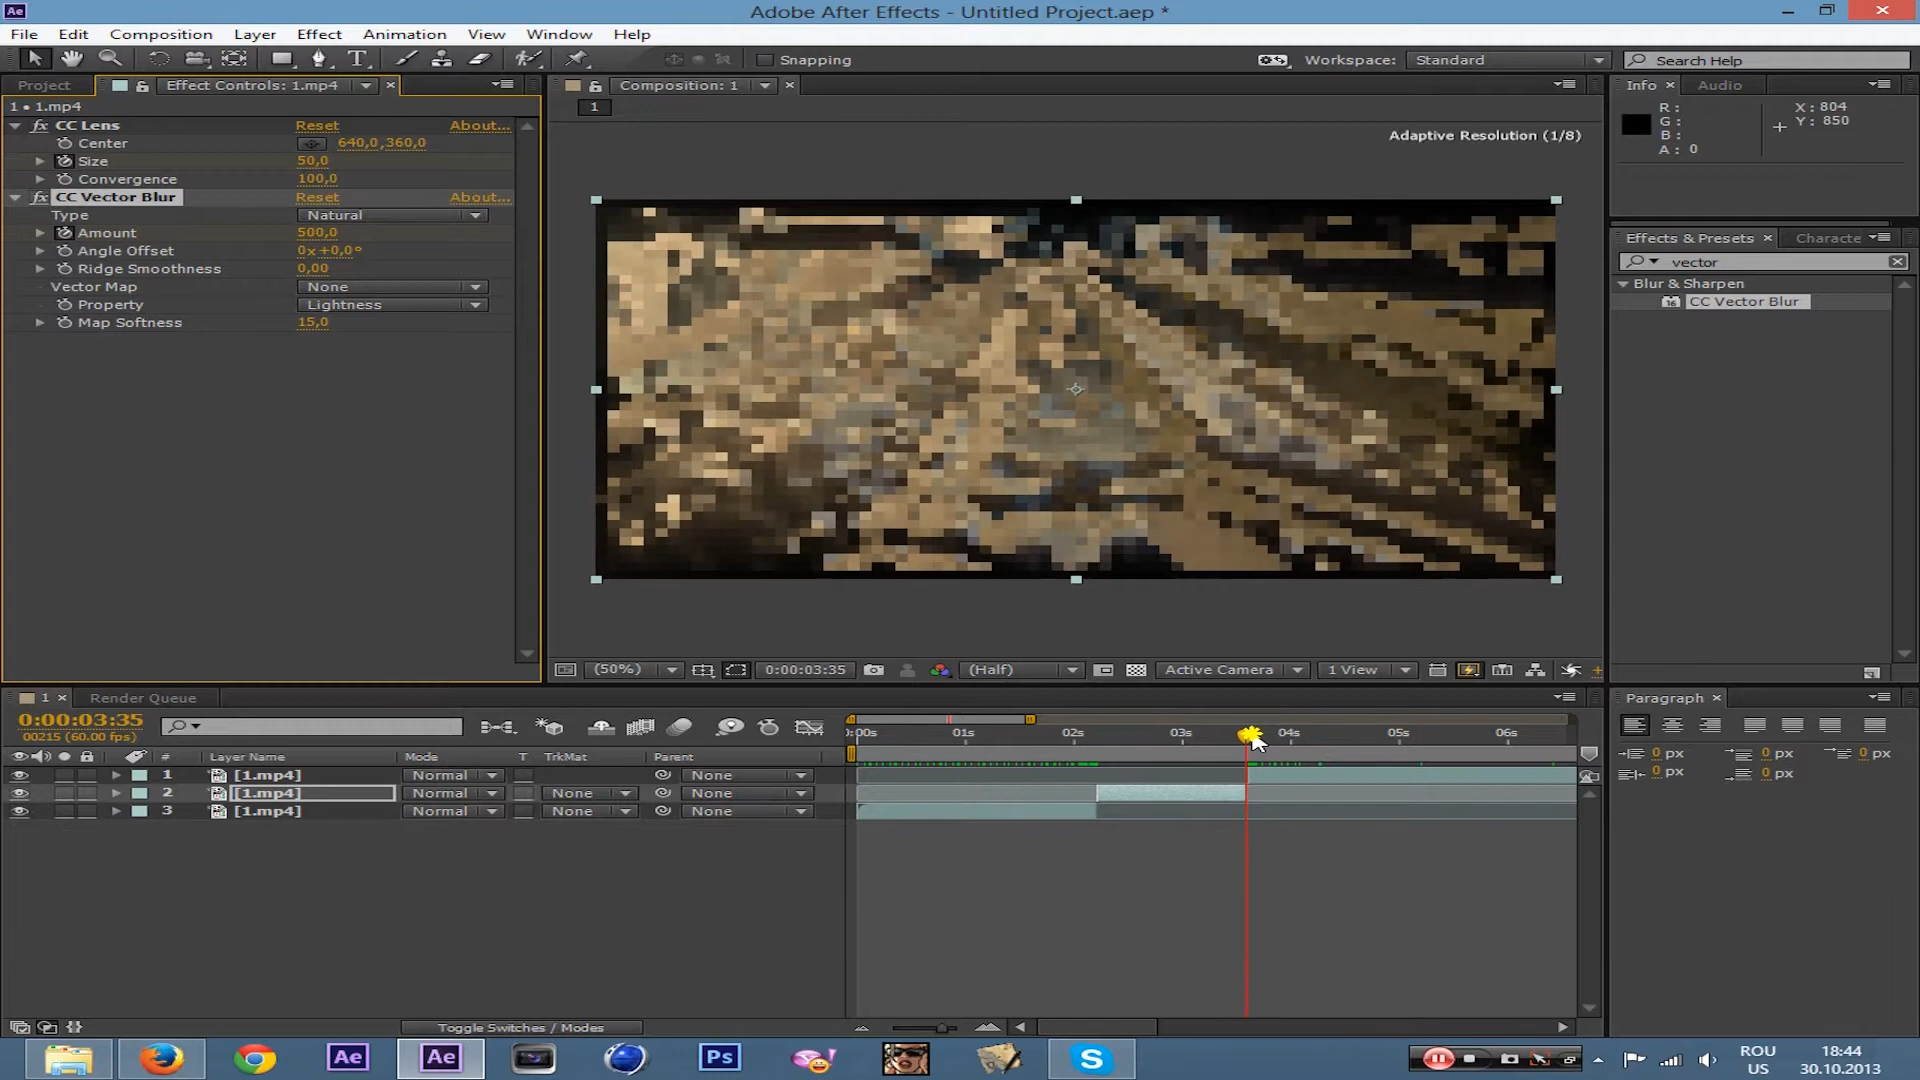 Ae Adobe After Effects - Untitled Project.aep *
File Edit Composition Layer Effect Animation View Window Help
T Snapping Workspace: Standard Search Help
Project Effect Controls: 1.mp4 Composition: 1 Info Audio
1 • 1.mp4 1
CC Lens Reset About...
Center 640,0,360,0
Size 50,0
Convergence 100,0
CC Vector Blur Reset About...
Type Natural
Amount 500,0
Angle Offset 0x+0,0°
Ridge Smoothness 0,00
Vector Map None
Property Lightness
Map Softness 15,0
Adaptive Resolution (1/8)
R: X: 804
G: Y: 850
B:
A: 0
Effects & Presets Characte
vector
Blur & Sharpen
CC Vector Blur
(50%) 0:00:03:35 (Half) Active Camera 1 View
1 Render Queue
0:00:03:35
00215 (60.00 fps)
0:00s 01s 02s 03s 04s 05s 06s
# Layer Name Mode T TrkMat Parent
1 [1.mp4] Normal None
2 [1.mp4] Normal None None
3 [1.mp4] Normal None None
Toggle Switches / Modes
Paragraph
0 px 0 px 0 px
0 px 0 px
Ae Ae Ps S
ROU 18:44
US 30.10.2013